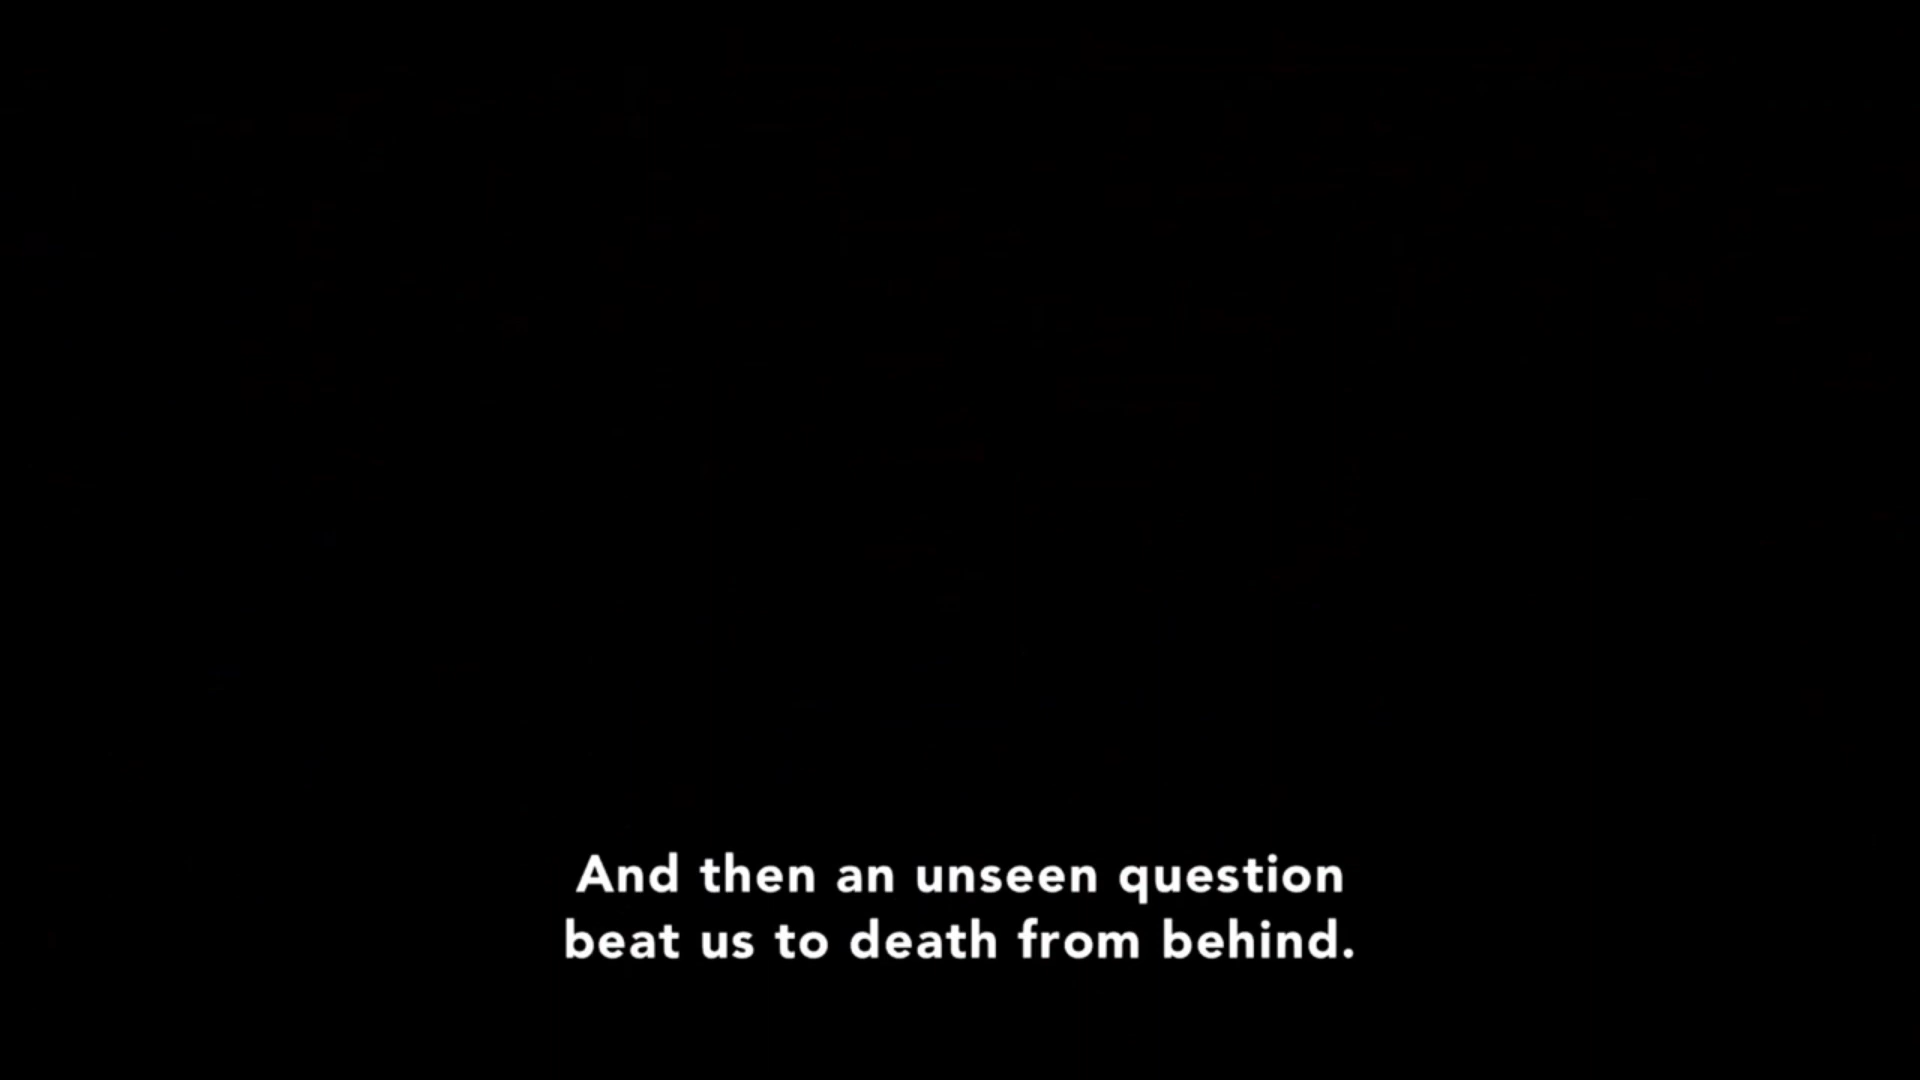 And then an unseen question
beat us to death from behind.